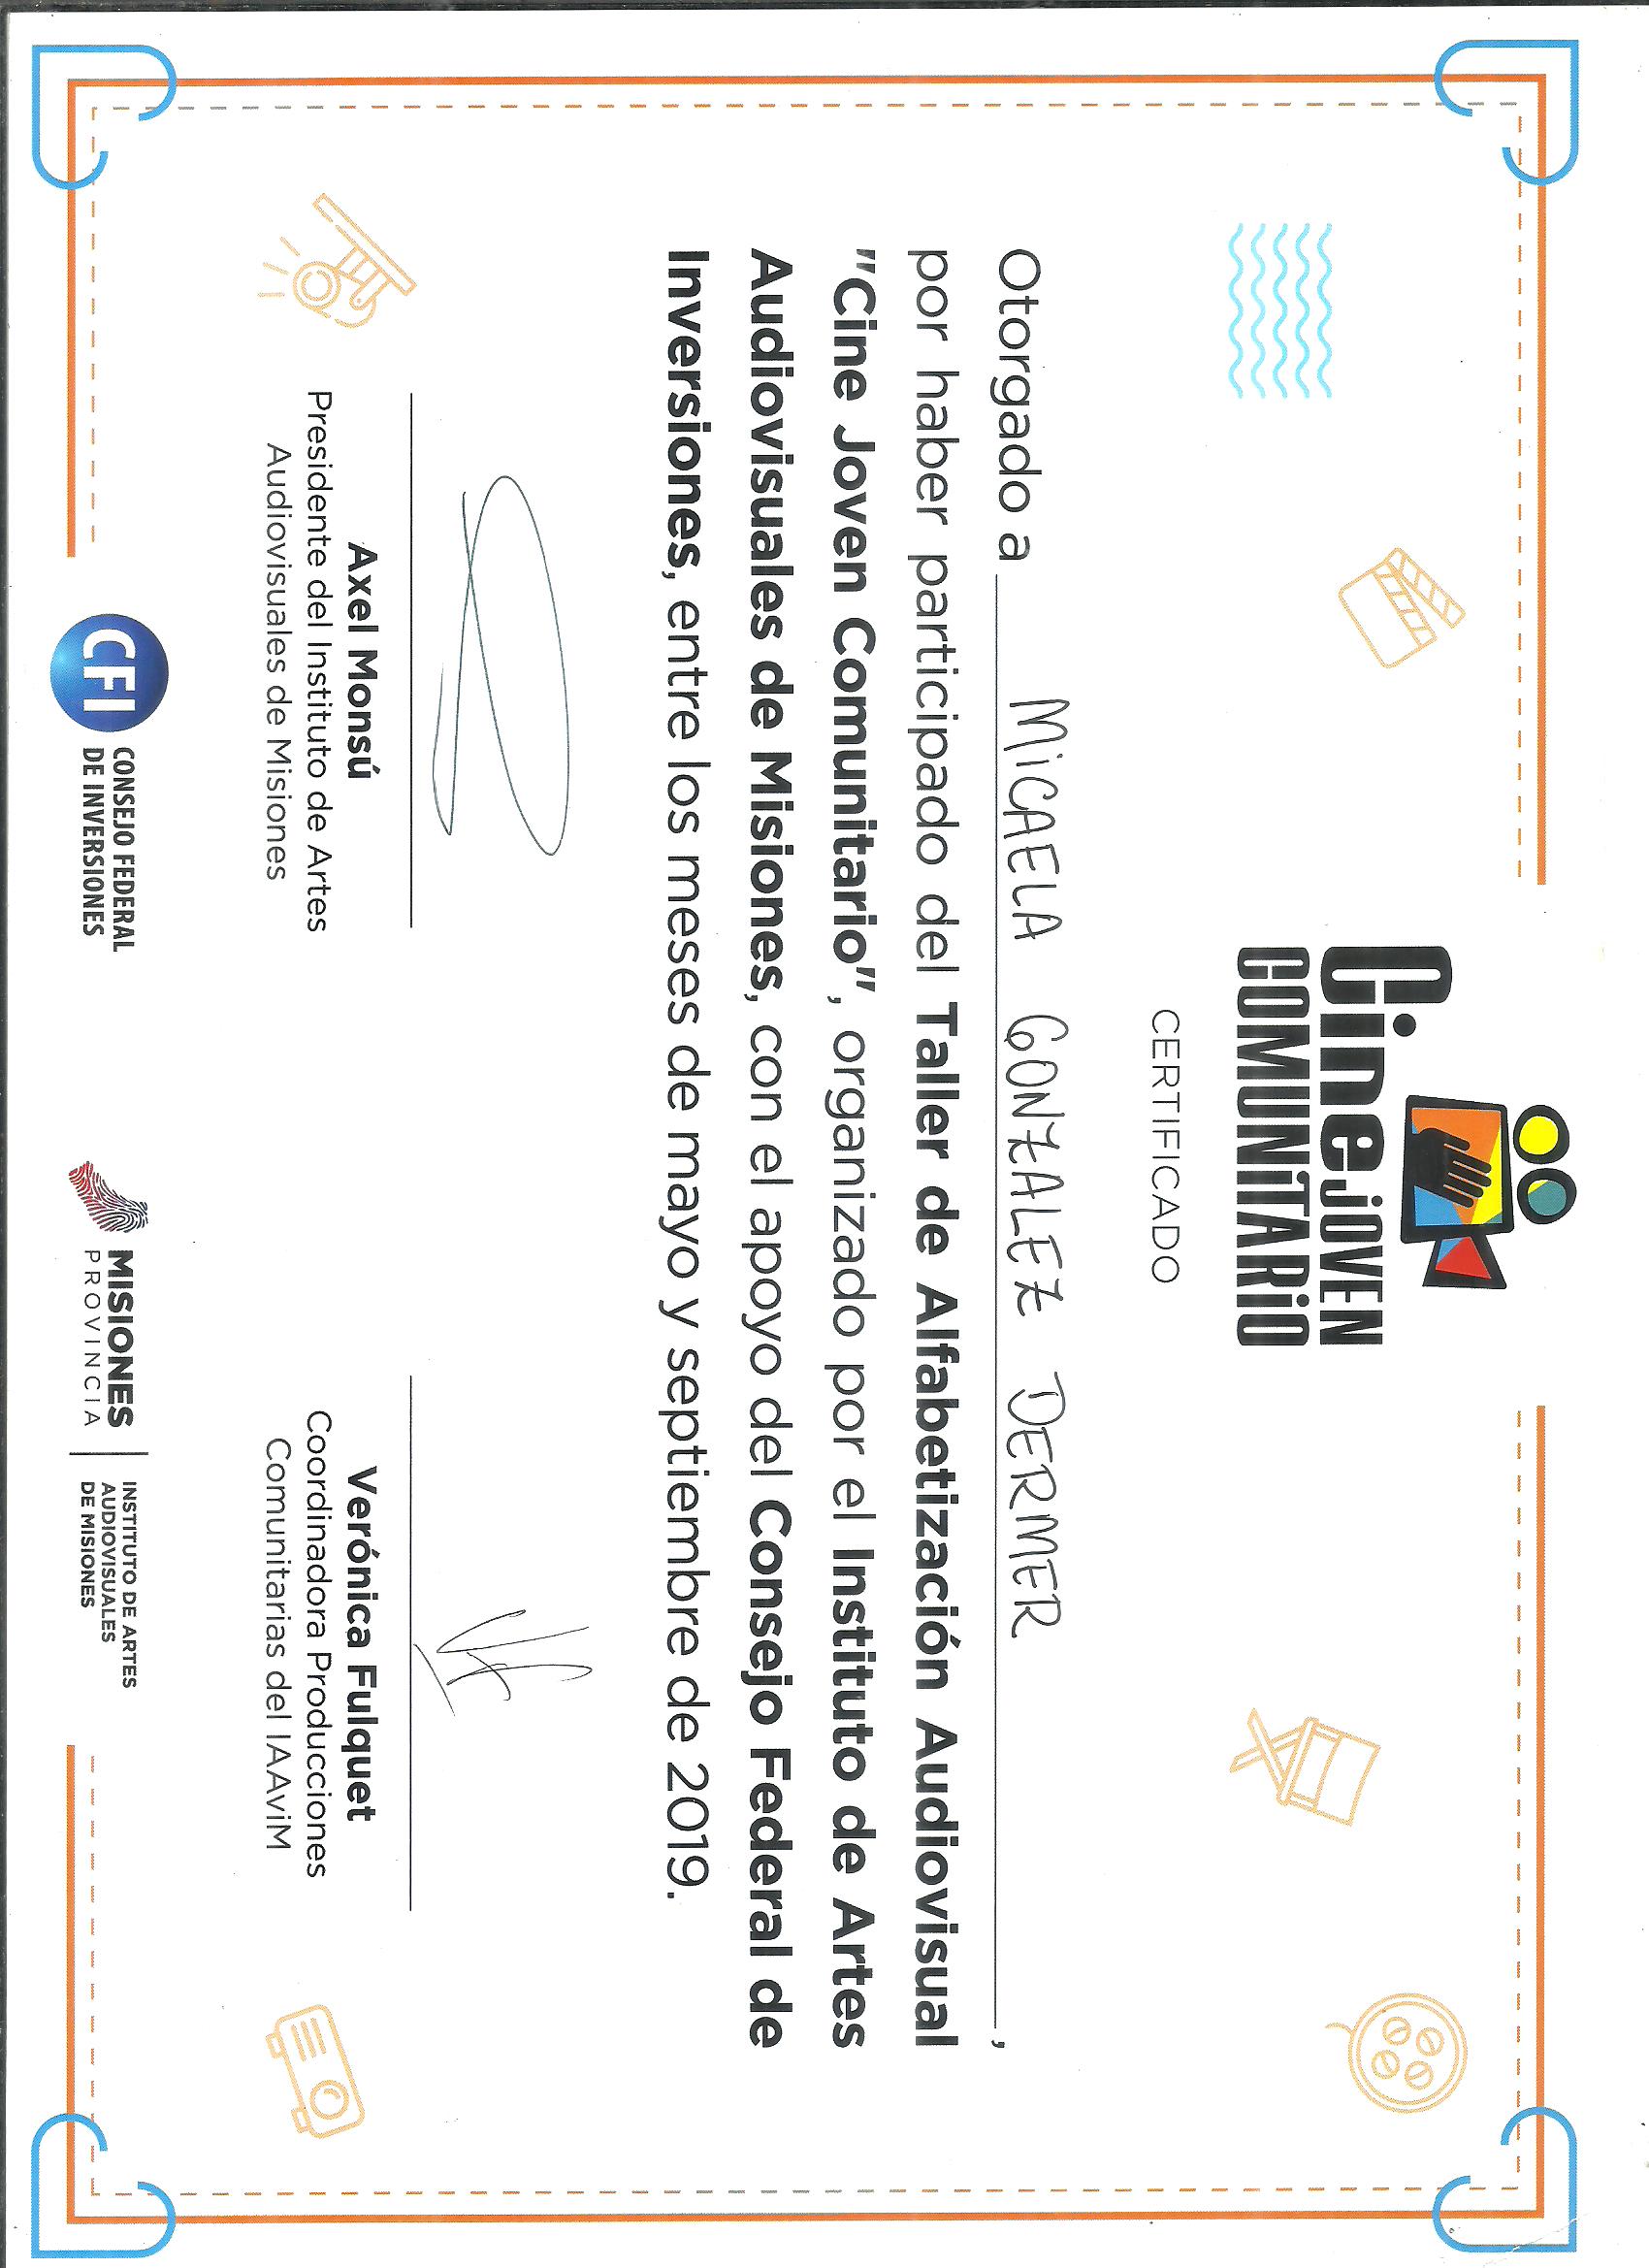 Cine JOVEN
COMUNiTARiO
CERTIFICADO
Otorgado a MiCAELA GONZALEZ DERMER,
por haber participado del Taller de Alfabetización Audiovisual
"Cine Joven Comunitario", organizado por el Instituto de Artes
Audiovisuales de Misiones, con el apoyo del Consejo Federal de
Inversiones, entre los meses de mayo y septiembre de 2019.
Axel Monsú
Presidente del Instituto de Artes
Audiovisuales de Misiones
Verónica Fulquet
Coordinadora Producciones
Comunitarias del IAAviM
CFI
CONSEJO FEDERAL
DE INVERSIONES
MISIONES
PROVINCIA
INSTITUTO DE ARTES
AUDIOVISUALES
DE MISIONES